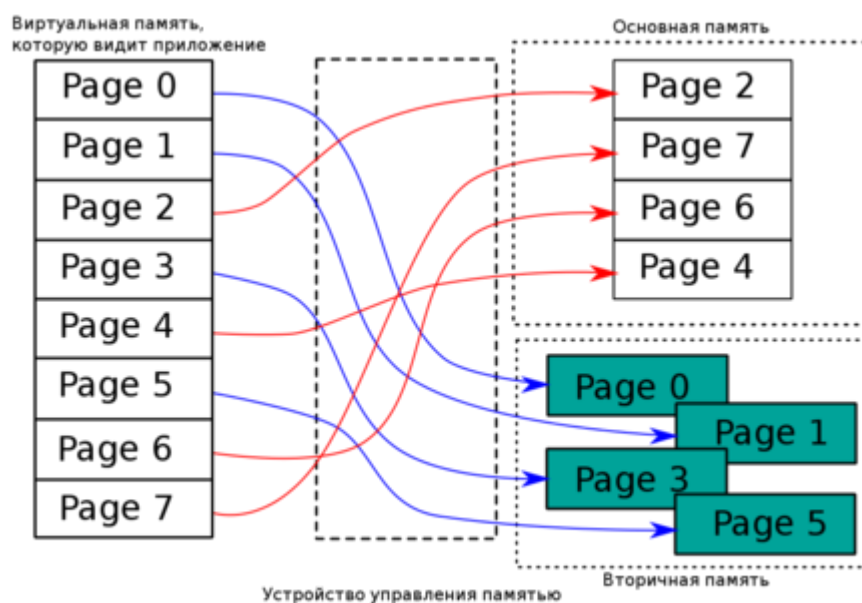 Виртуальная память,
которую видит приложение
Page 0
Page 1
Page 2
Page 3
Page 4
Page 5
Page 6
Page 7
Основная память
Page 2
Page 7
Page 6
Page 4
Page 0
Page 1
Page 3
Page 5
Вторичная память
Устройство управления памятью